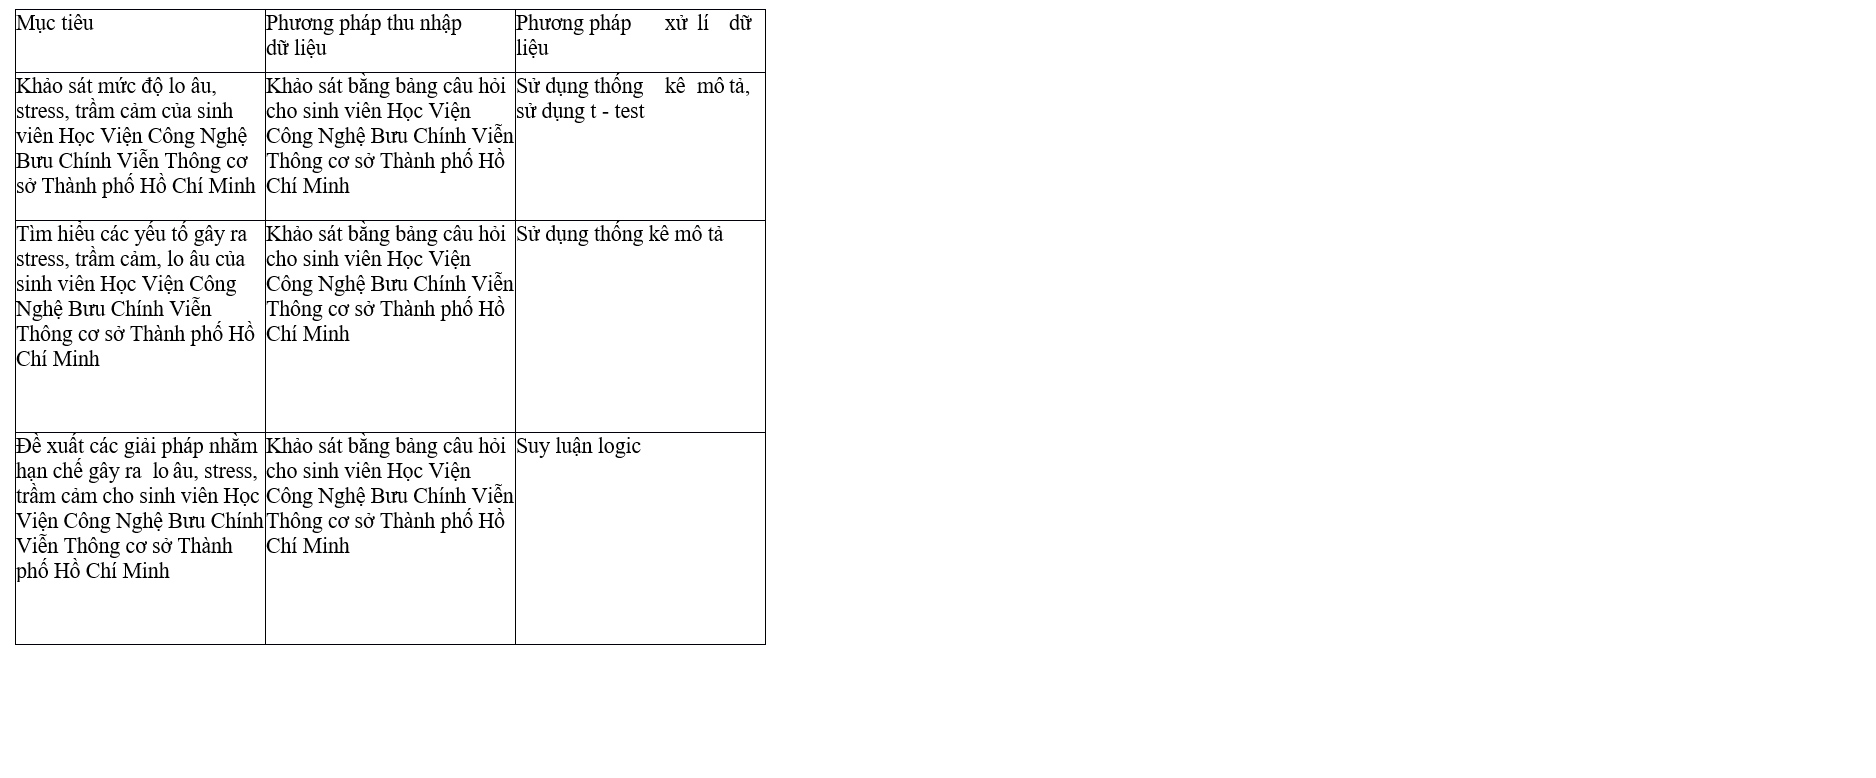 Mục tiêu
Phương pháp thu nhập
dữ liệu
Phương pháp xử lí dữ
liệu
Khảo sát mức độ lo âu,
stress, trầm cảm của sinh
viên Học Viện Công Nghệ
Bưu Chính Viễn Thông cơ
sở Thành phố Hồ Chí Minh
Khảo sát bằng bảng câu hỏi
cho sinh viên Học Viện
Công Nghệ Bưu Chính Viễn
Thông cơ sở Thành phố Hồ
Chí Minh
Sử dụng thống kê mô tả,
sử dụng t - test
Tìm hiểu các yếu tố gây ra
stress, trầm cảm, lo âu của
sinh viên Học Viện Công
Nghệ Bưu Chính Viễn
Thông cơ sở Thành phố Hồ
Chí Minh
Khảo sát bằng bảng câu hỏi
cho sinh viên Học Viện
Công Nghệ Bưu Chính Viễn
Thông cơ sở Thành phố Hồ
Chí Minh
Sử dụng thống kê mô tả
Đề xuất các giải pháp nhằm
hạn chế gây ra lo âu, stress,
trầm cảm cho sinh viên Học
Viện Công Nghệ Bưu Chính
Viễn Thông cơ sở Thành
phố Hồ Chí Minh
Khảo sát bằng bảng câu hỏi
cho sinh viên Học Viện
Công Nghệ Bưu Chính Viễn
Thông cơ sở Thành phố Hồ
Chí Minh
Suy luận logic